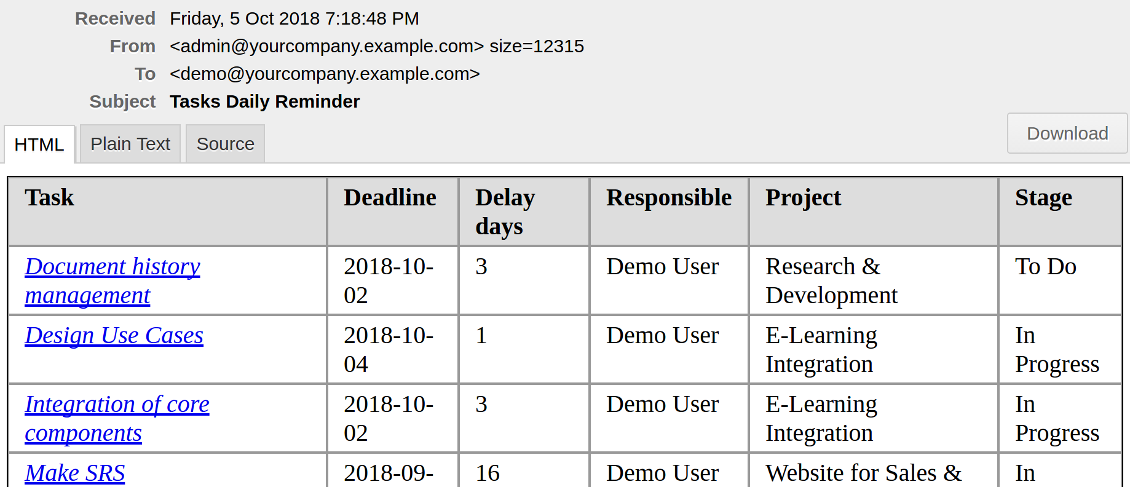 Received Friday, 5 Oct 2018 7:18:48 PM
From <admin@yourcompany.example.com> size=12315
To <demo@yourcompany.example.com>
Subject Tasks Daily Reminder
HTML Plain Text Source Download
Task Deadline Delay days Responsible Project Stage
Document history management 2018-10-02 3 Demo User Research & Development To Do
Design Use Cases 2018-10-04 1 Demo User E-Learning Integration In Progress
Integration of core components 2018-10-02 3 Demo User E-Learning Integration In Progress
Make SRS 2018-09- 16 Demo User Website for Sales & In